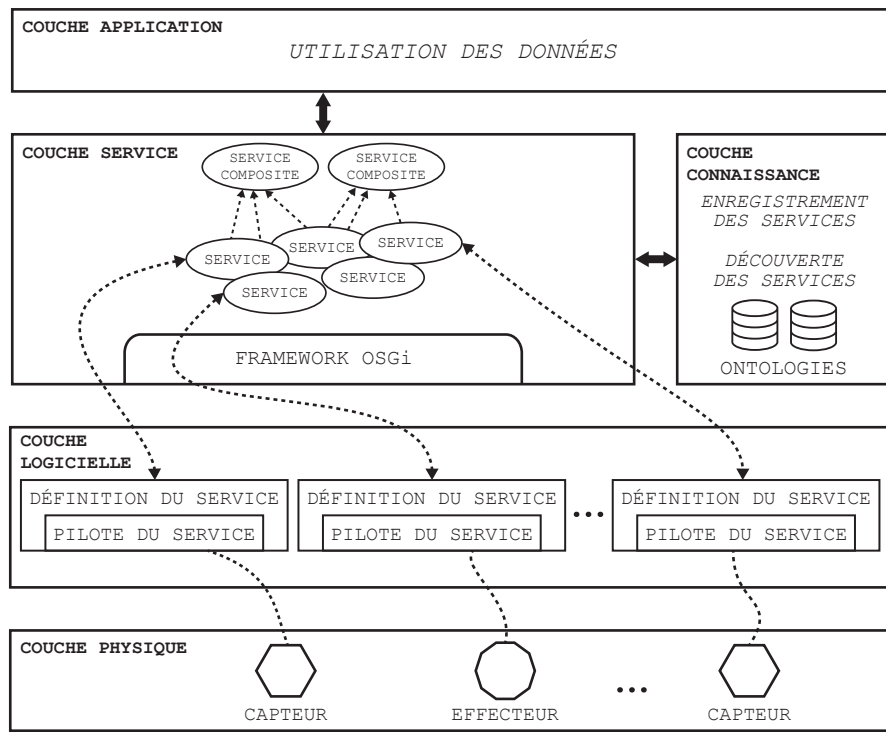 COUCHE APPLICATION
UTILISATION DES DONNÉES
COUCHE SERVICE
SERVICE
COMPOSITE
SERVICE
COMPOSITE
SERVICE
SERVICE
SERVICE
SERVICE
SERVICE
FRAMEWORK OSGi
COUCHE
CONNAISSANCE
ENREGISTREMENT
DES SERVICES
DÉCOUVERTE
DES SERVICES
ONTOLOGIES
COUCHE
LOGICIELLE
DÉFINITION DU SERVICE
PILOTE DU SERVICE
DÉFINITION DU SERVICE
PILOTE DU SERVICE
...
DÉFINITION DU SERVICE
PILOTE DU SERVICE
COUCHE PHYSIQUE
CAPTEUR
EFFECTEUR
...
CAPTEUR